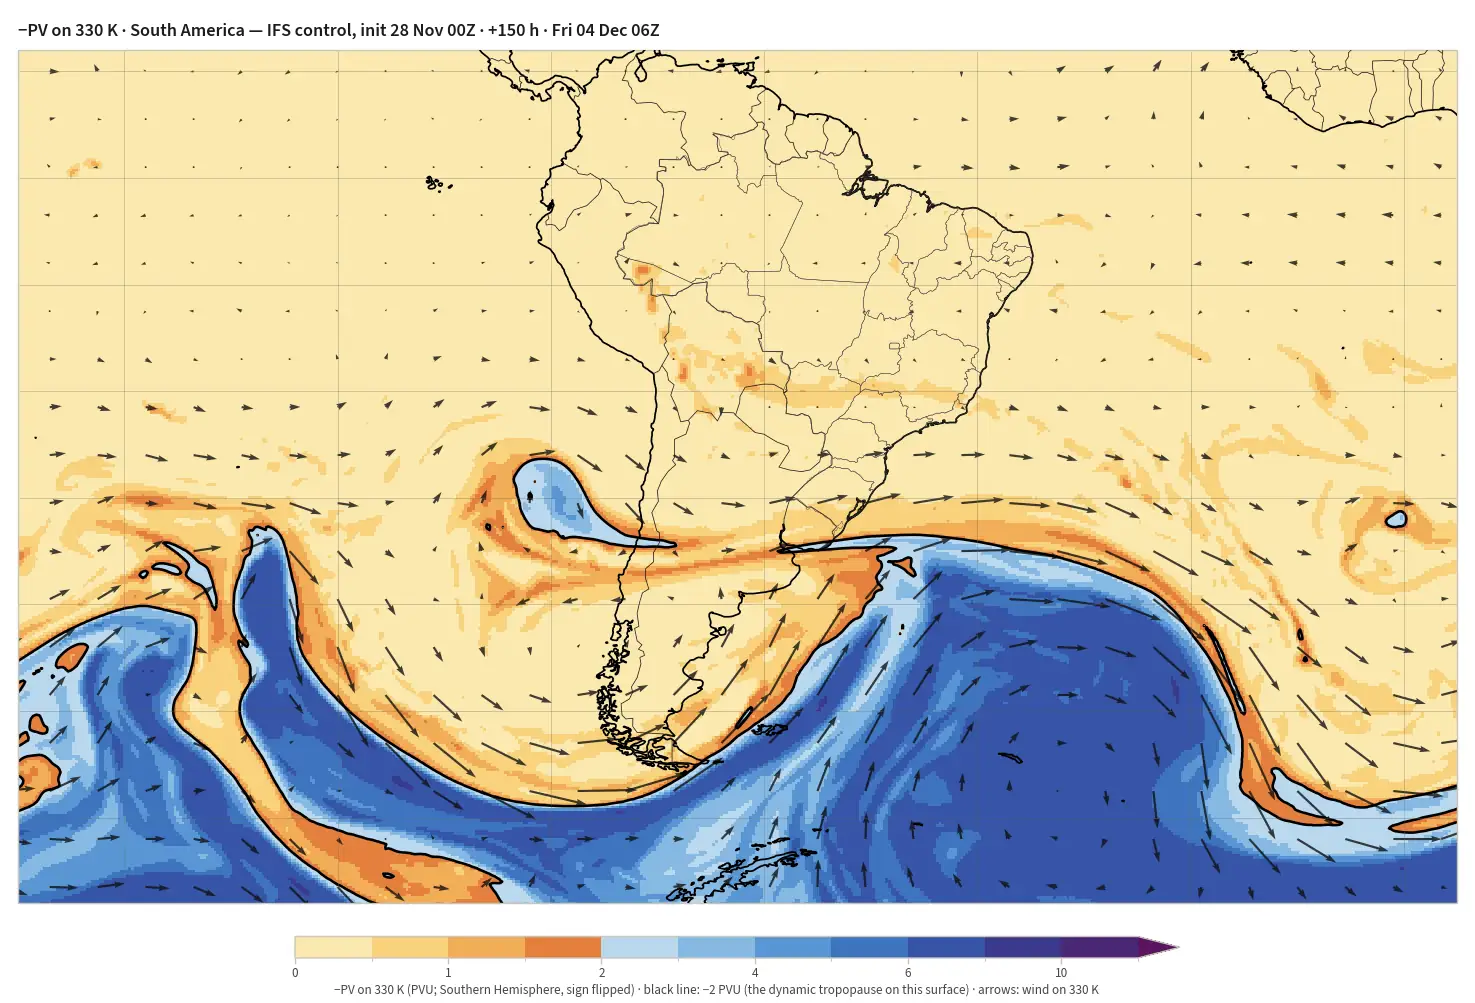 −PV on 330 K · South America — IFS control, init 28 Nov 00Z · +150 h · Fri 04 Dec 06Z
0 1 2 4 6 10
−PV on 330 K (PVU; Southern Hemisphere, sign flipped) · black line: −2 PVU (the dynamic tropopause on this surface) · arrows: wind on 330 K